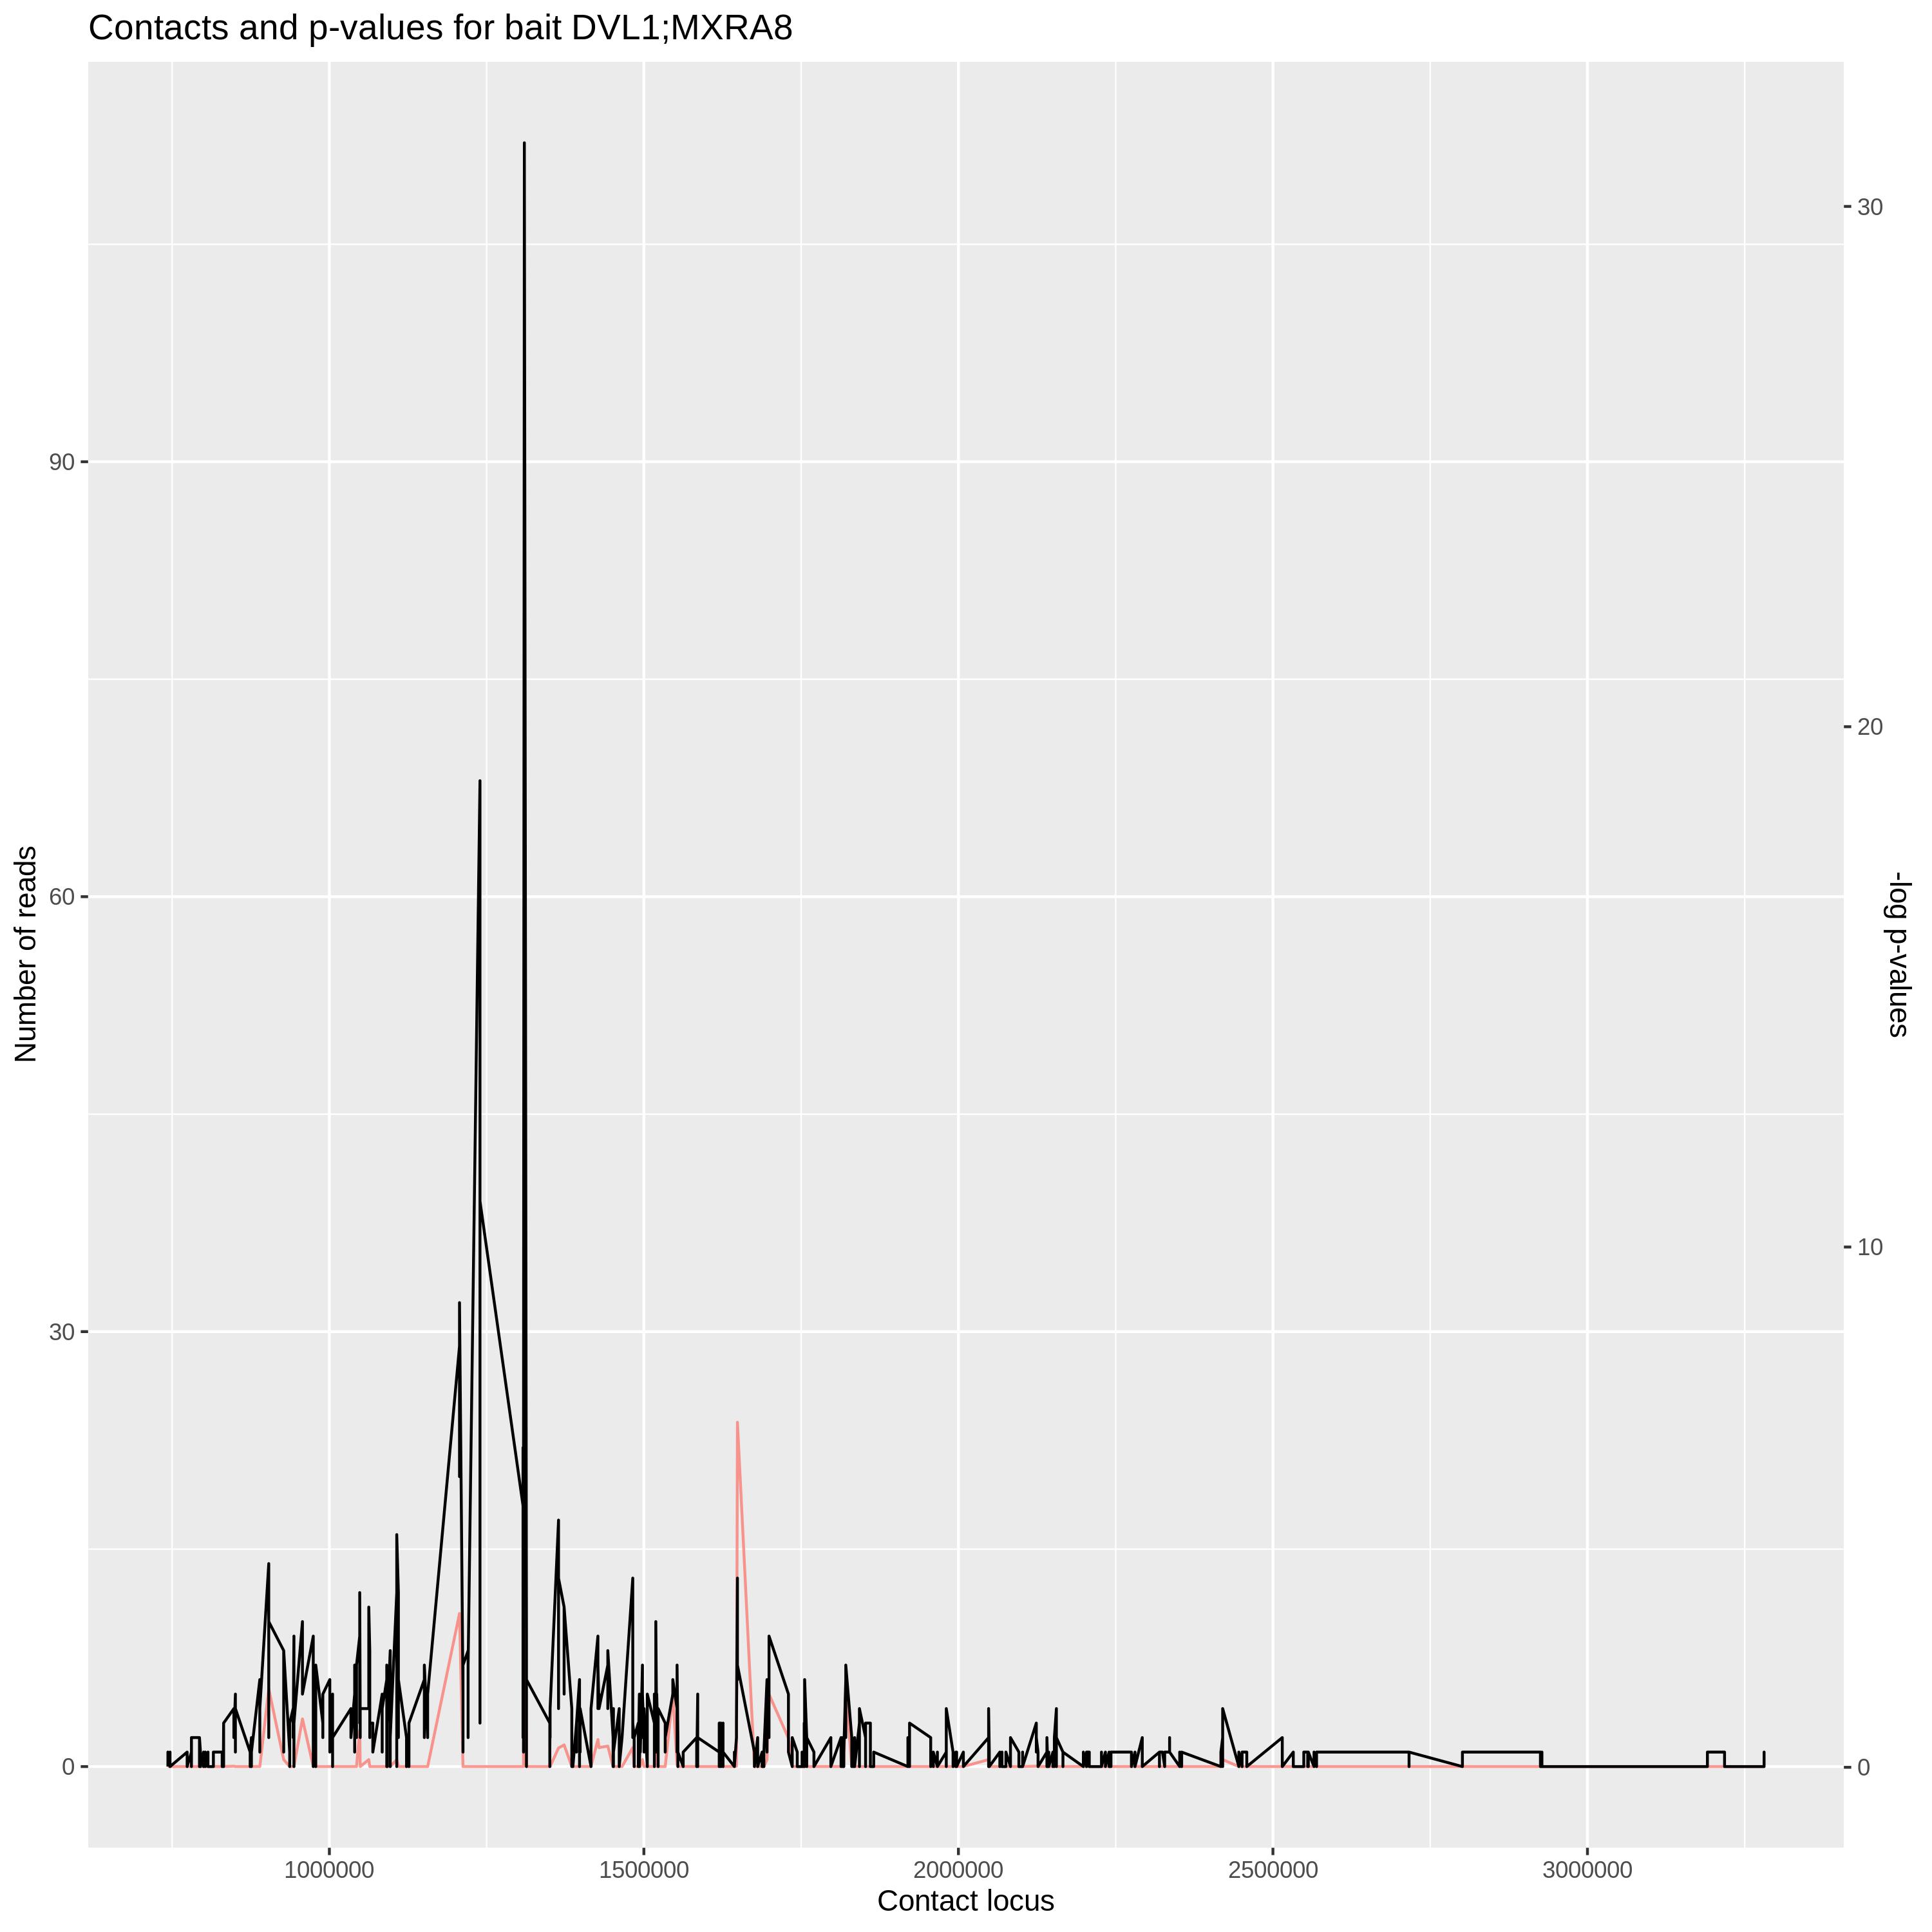 Contacts and p-values for bait DVL1;MXRA8
30
90
20
60
Number of reads
-log p-values
10
30
0
0
1000000 1500000 2000000 2500000 3000000
Contact locus